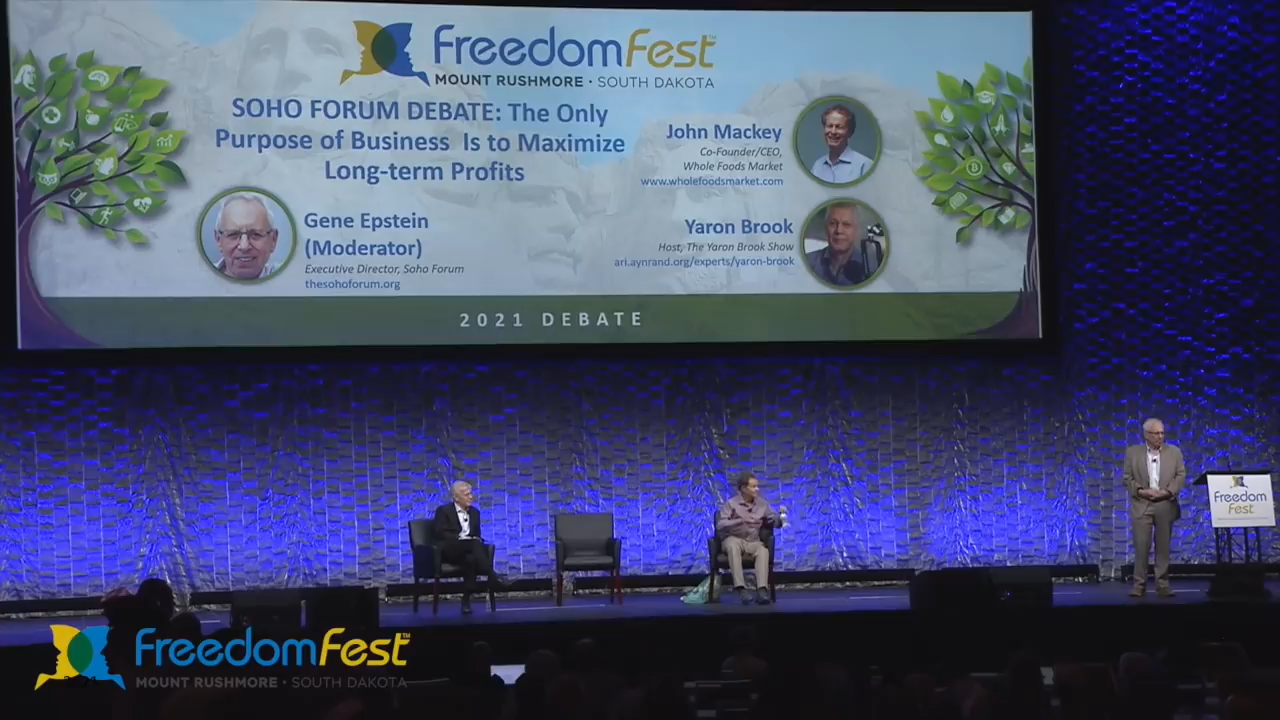 FreedomFest™
MOUNT RUSHMORE • SOUTH DAKOTA
SOHO FORUM DEBATE: The Only
Purpose of Business Is to Maximize
Long-term Profits
Gene Epstein
(Moderator)
Executive Director, Soho Forum
thesohoforum.org
John Mackey
Co-Founder/CEO,
Whole Foods Market
www.wholefoodsmarket.com
Yaron Brook
Host, The Yaron Brook Show
ari.aynrand.org/experts/yaron-brook
2021 DEBATE
Freedom
Fest
FreedomFest™
MOUNT RUSHMORE • SOUTH DAKOTA
2021